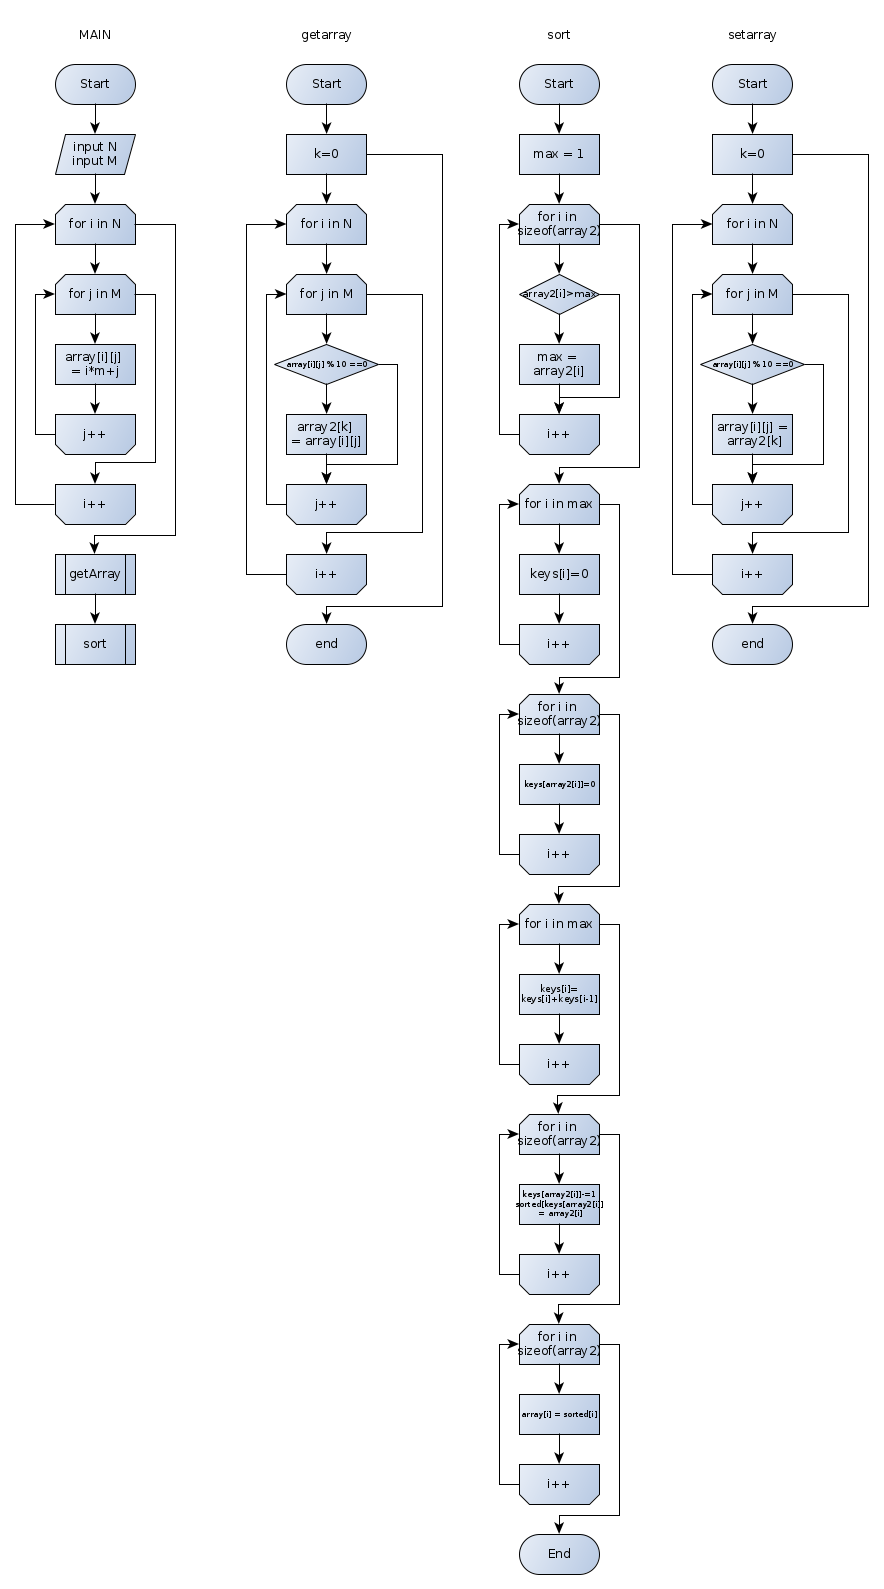 MAIN
Start
input N
input M
for i in N
for j in M
array[i][j]
= i*m+j
j++
i++
getArray
sort
getarray
Start
k=0
for i in N
for j in M
array[i][j] % 10 ==0
array2[k]
= array[i][j]
j++
i++
end
sort
Start
max = 1
for i in
sizeof(array2)
array2[i]>max
max =
array2[i]
i++
for i in max
keys[i]=0
i++
for i in
sizeof(array2)
keys[array2[i]]=0
i++
for i in max
keys[i]=
keys[i]+keys[i-1]
i++
for i in
sizeof(array2)
keys[array2[i]]-=1
sorted[keys[array2[i]]
= array2[i]
i++
for i in
sizeof(array2)
array[i] = sorted[i]
i++
End
setarray
Start
k=0
for i in N
for j in M
array[i][j] % 10 ==0
array[i][j] =
array2[k]
j++
i++
end